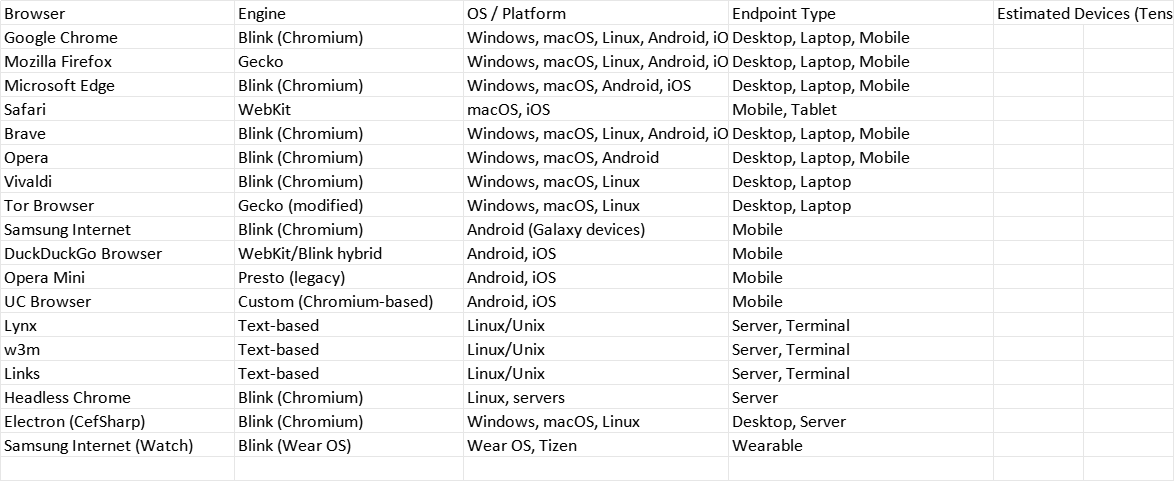 Browser Engine OS / Platform Endpoint Type Estimated Devices (Tens
Google Chrome Blink (Chromium) Windows, macOS, Linux, Android, iO Desktop, Laptop, Mobile
Mozilla Firefox Gecko Windows, macOS, Linux, Android, iO Desktop, Laptop, Mobile
Microsoft Edge Blink (Chromium) Windows, macOS, Android, iOS Desktop, Laptop, Mobile
Safari WebKit macOS, iOS Mobile, Tablet
Brave Blink (Chromium) Windows, macOS, Linux, Android, iO Desktop, Laptop, Mobile
Opera Blink (Chromium) Windows, macOS, Android Desktop, Laptop, Mobile
Vivaldi Blink (Chromium) Windows, macOS, Linux Desktop, Laptop
Tor Browser Gecko (modified) Windows, macOS, Linux Desktop, Laptop
Samsung Internet Blink (Chromium) Android (Galaxy devices) Mobile
DuckDuckGo Browser WebKit/Blink hybrid Android, iOS Mobile
Opera Mini Presto (legacy) Android, iOS Mobile
UC Browser Custom (Chromium-based) Android, iOS Mobile
Lynx Text-based Linux/Unix Server, Terminal
w3m Text-based Linux/Unix Server, Terminal
Links Text-based Linux/Unix Server, Terminal
Headless Chrome Blink (Chromium) Linux, servers Server
Electron (CefSharp) Blink (Chromium) Windows, macOS, Linux Desktop, Server
Samsung Internet (Watch) Blink (Wear OS) Wear OS, Tizen Wearable